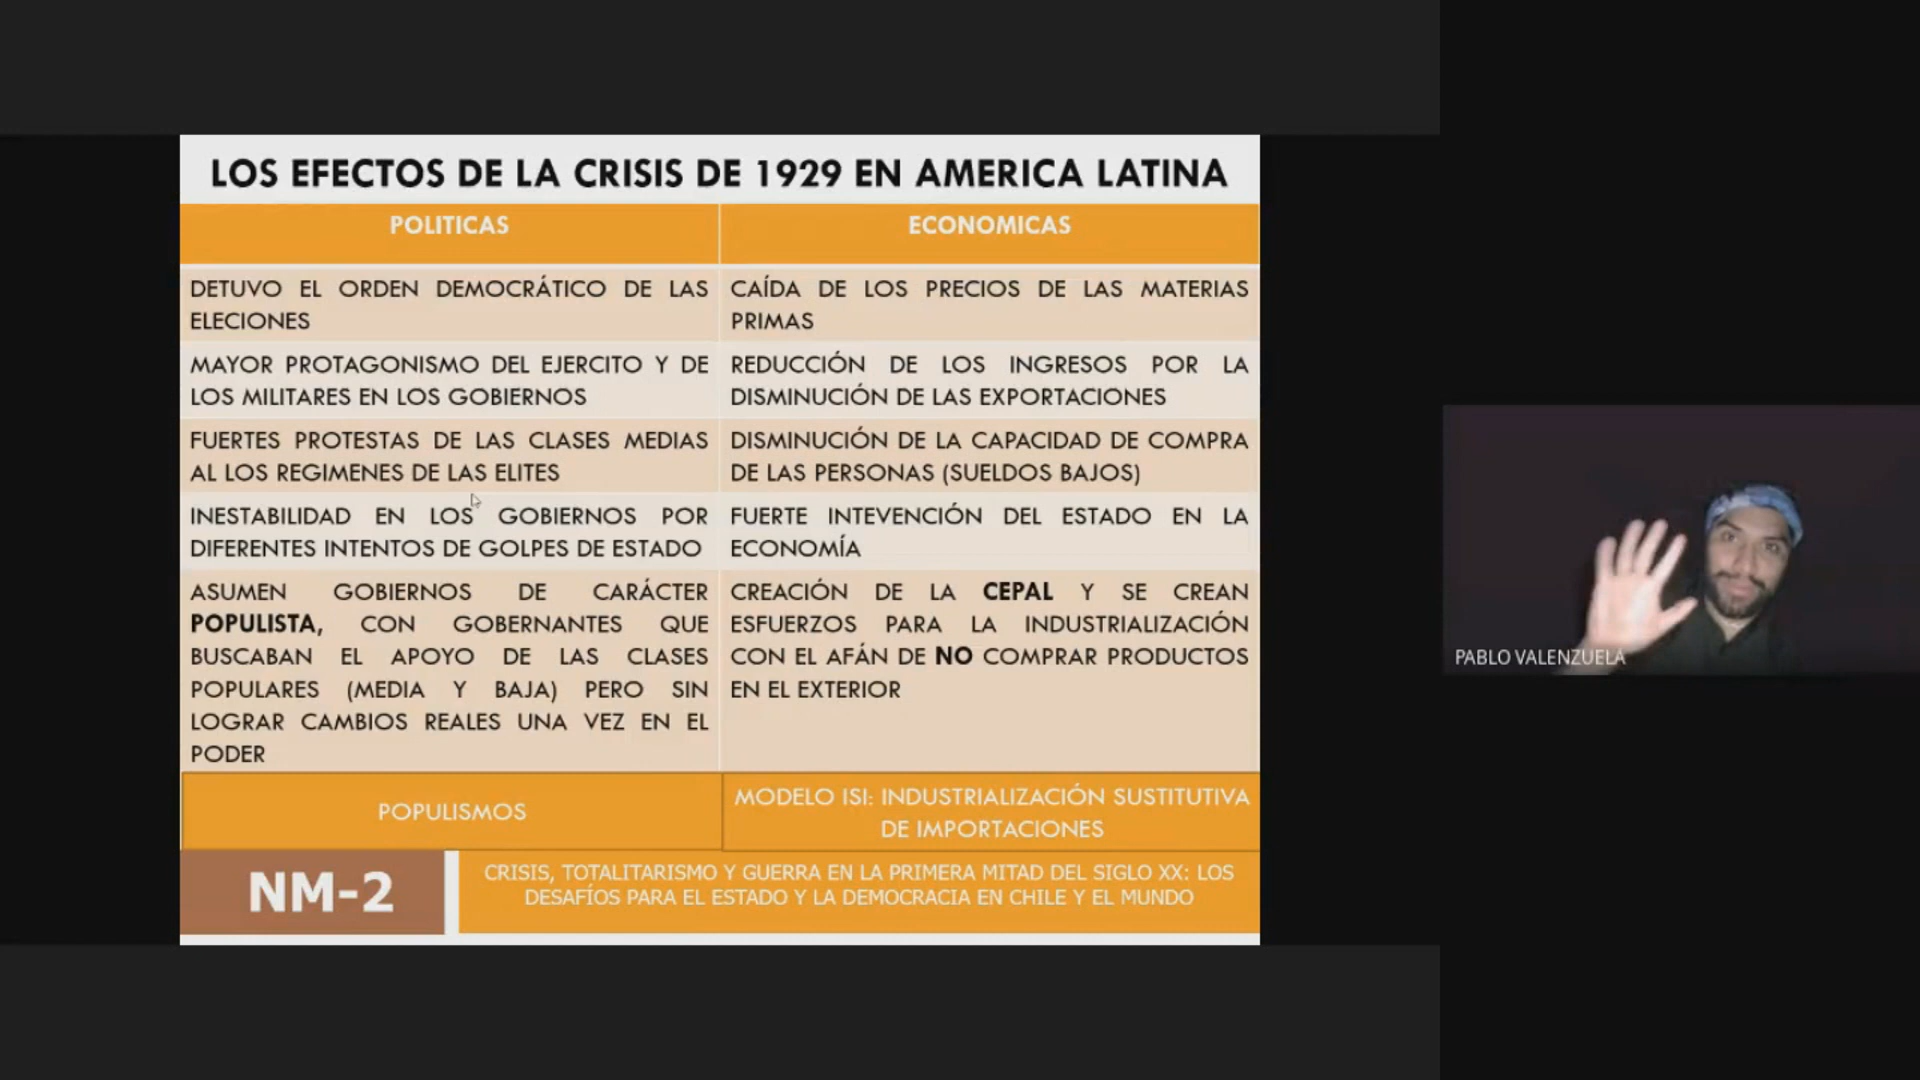 LOS EFECTOS DE LA CRISIS DE 1929 EN AMERICA LATINA
POLITICAS
ECONOMICAS
DETUVO EL ORDEN DEMOCRÁTICO DE LAS
ELECIONES
CAÍDA DE LOS PRECIOS DE LAS MATERIAS
PRIMAS
MAYOR PROTAGONISMO DEL EJERCITO Y DE
LOS MILITARES EN LOS GOBIERNOS
REDUCCIÓN DE LOS INGRESOS POR LA
DISMINUCIÓN DE LAS EXPORTACIONES
FUERTES PROTESTAS DE LAS CLASES MEDIAS
AL LOS REGIMENES DE LAS ELITES
DISMINUCIÓN DE LA CAPACIDAD DE COMPRA
DE LAS PERSONAS (SUELDOS BAJOS)
INESTABILIDAD EN LOS GOBIERNOS POR
DIFERENTES INTENTOS DE GOLPES DE ESTADO
FUERTE INTEVENCIÓN DEL ESTADO EN LA
ECONOMÍA
ASUMEN GOBIERNOS DE CARÁCTER
POPULISTA, CON GOBERNANTES QUE
BUSCABAN EL APOYO DE LAS CLASES
POPULARES (MEDIA Y BAJA) PERO SIN
LOGRAR CAMBIOS REALES UNA VEZ EN EL
PODER
CREACIÓN DE LA CEPAL Y SE CREAN
ESFUERZOS PARA LA INDUSTRIALIZACIÓN
CON EL AFÁN DE NO COMPRAR PRODUCTOS
EN EL EXTERIOR
POPULISMOS
MODELO ISI: INDUSTRIALIZACIÓN SUSTITUTIVA
DE IMPORTACIONES
NM-2
CRISIS, TOTALITARISMO Y GUERRA EN LA PRIMERA MITAD DEL SIGLO XX: LOS
DESAFÍOS PARA EL ESTADO Y LA DEMOCRACIA EN CHILE Y EL MUNDO
PABLO VALENZUELA